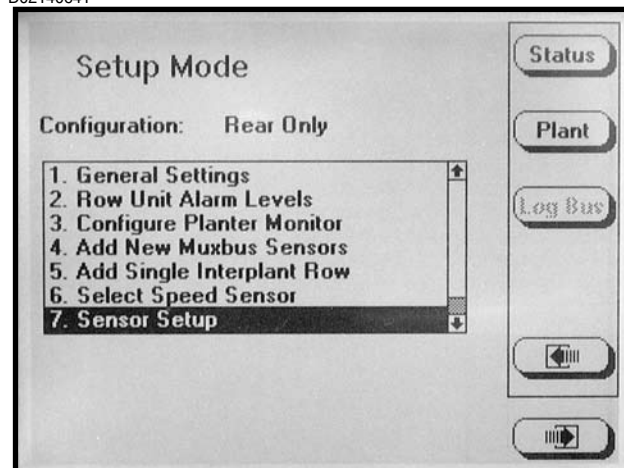 Setup Mode
Status
Configuration: Rear Only
Plant
1. General Settings
2. Row Unit Alarm Levels
Log Bus
3. Configure Planter Monitor
4. Add New Muxbus Sensors
5. Add Single Interplant Row
6. Select Speed Sensor
7. Sensor Setup